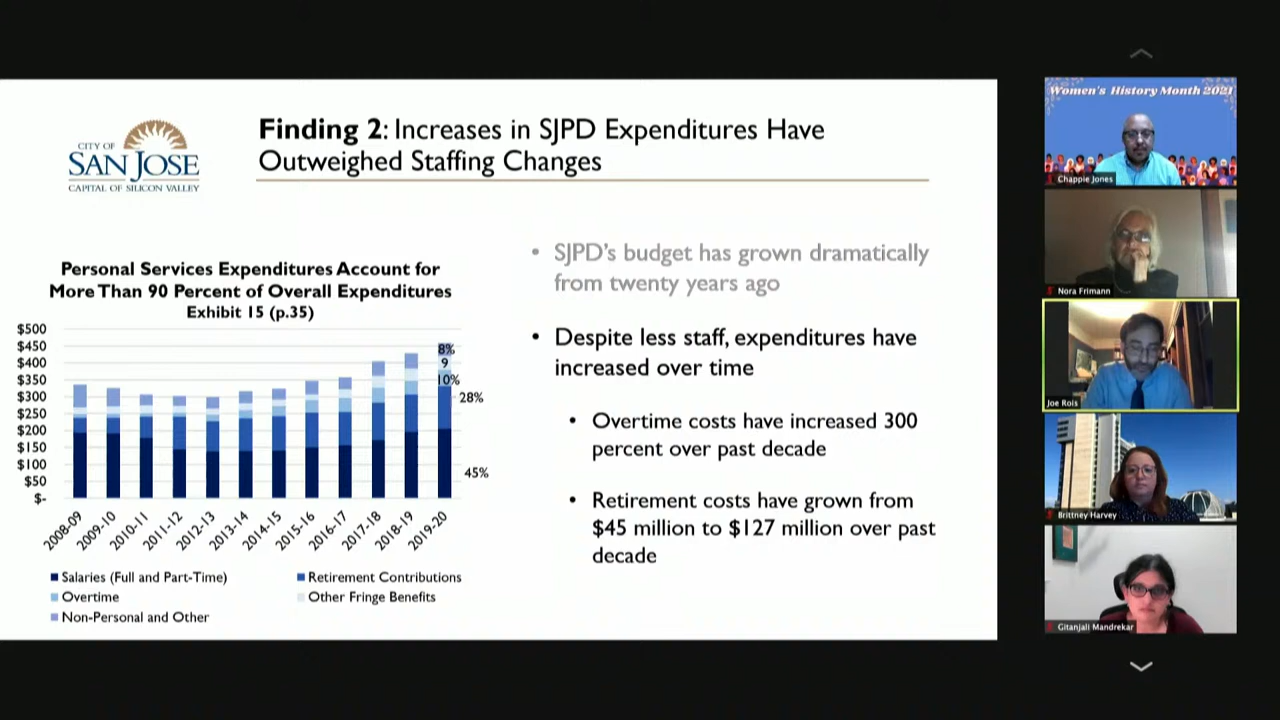 CITY OF
SAN JOSE
CAPITAL OF SILICON VALLEY
Finding 2: Increases in SJPD Expenditures Have
Outweighed Staffing Changes
Personal Services Expenditures Account for
More Than 90 Percent of Overall Expenditures
Exhibit 15 (p.35)
$500
$450
$400
$350
$300
$250
$200
$150
$100
$50
$-
8%
9
10%
28%
45%
2008-09
2009-10
2010-11
2011-12
2012-13
2013-14
2014-15
2015-16
2016-17
2017-18
2018-19
2019-20
Salaries (Full and Part-Time)
Retirement Contributions
Overtime
Other Fringe Benefits
Non-Personal and Other
• SJPD's budget has grown dramatically
from twenty years ago
• Despite less staff, expenditures have
increased over time
• Overtime costs have increased 300
percent over past decade
• Retirement costs have grown from
$45 million to $127 million over past
decade
Women's History Month 2021
Chappie Jones
Nora Frimann
Joe Rois
Brittney Harvey
Gitanjali Mandrekar